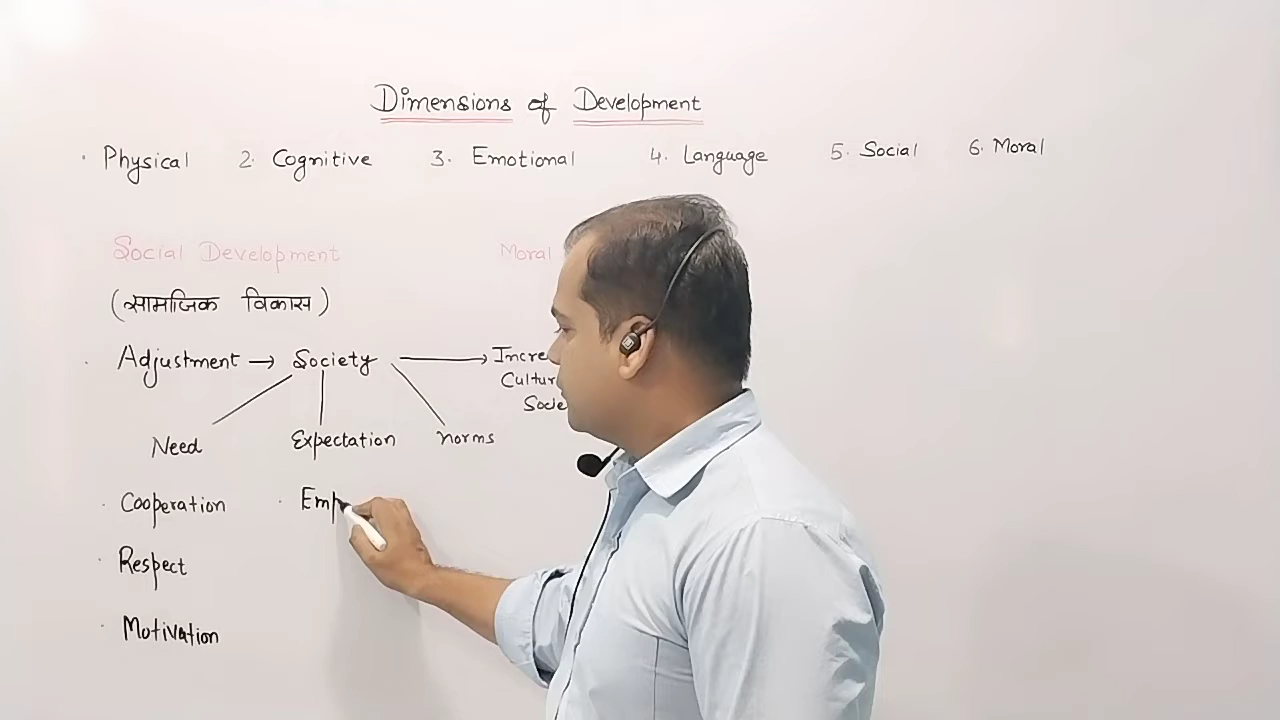 Dimensions of Development
· Physical 2. Cognitive 3. Emotional 4. Language 5. Social 6. Moral
Social Development Moral
(सामाजिक विकास)
· Adjustment → Society → Incre
Cultur
Socie
Need Expectation norms
· Cooperation · Emp
· Respect
· Motivation